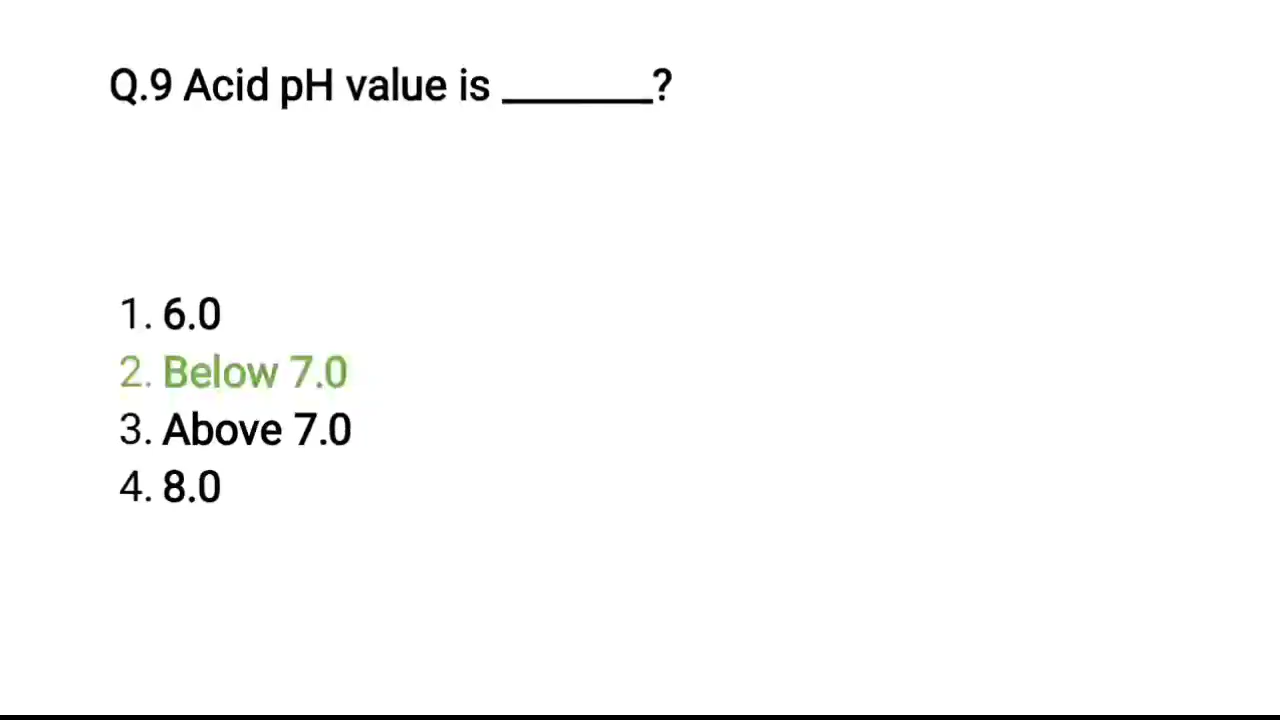 Q.9 Acid pH value is ________?
1. 6.0
2. Below 7.0
3. Above 7.0
4. 8.0